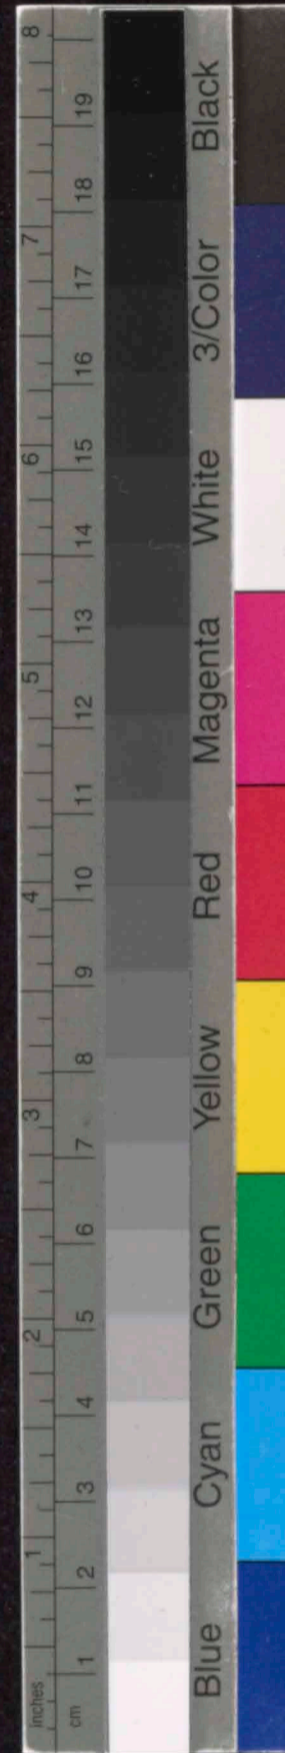 inches 1 2 3 4 5 6 7 8
cm 1 2 3 4 5 6 7 8 9 10 11 12 13 14 15 16 17 18 19
Blue Cyan Green Yellow Red Magenta White 3/Color Black